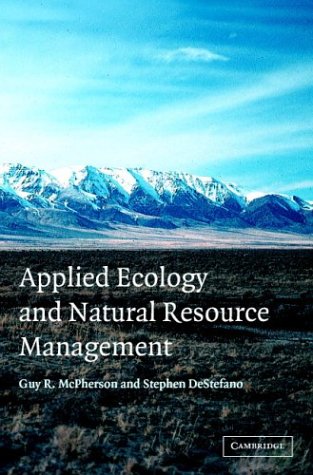 Applied Ecology
and Natural Resource
Management
Guy R. McPherson and Stephen DeStefano
CAMBRIDGE